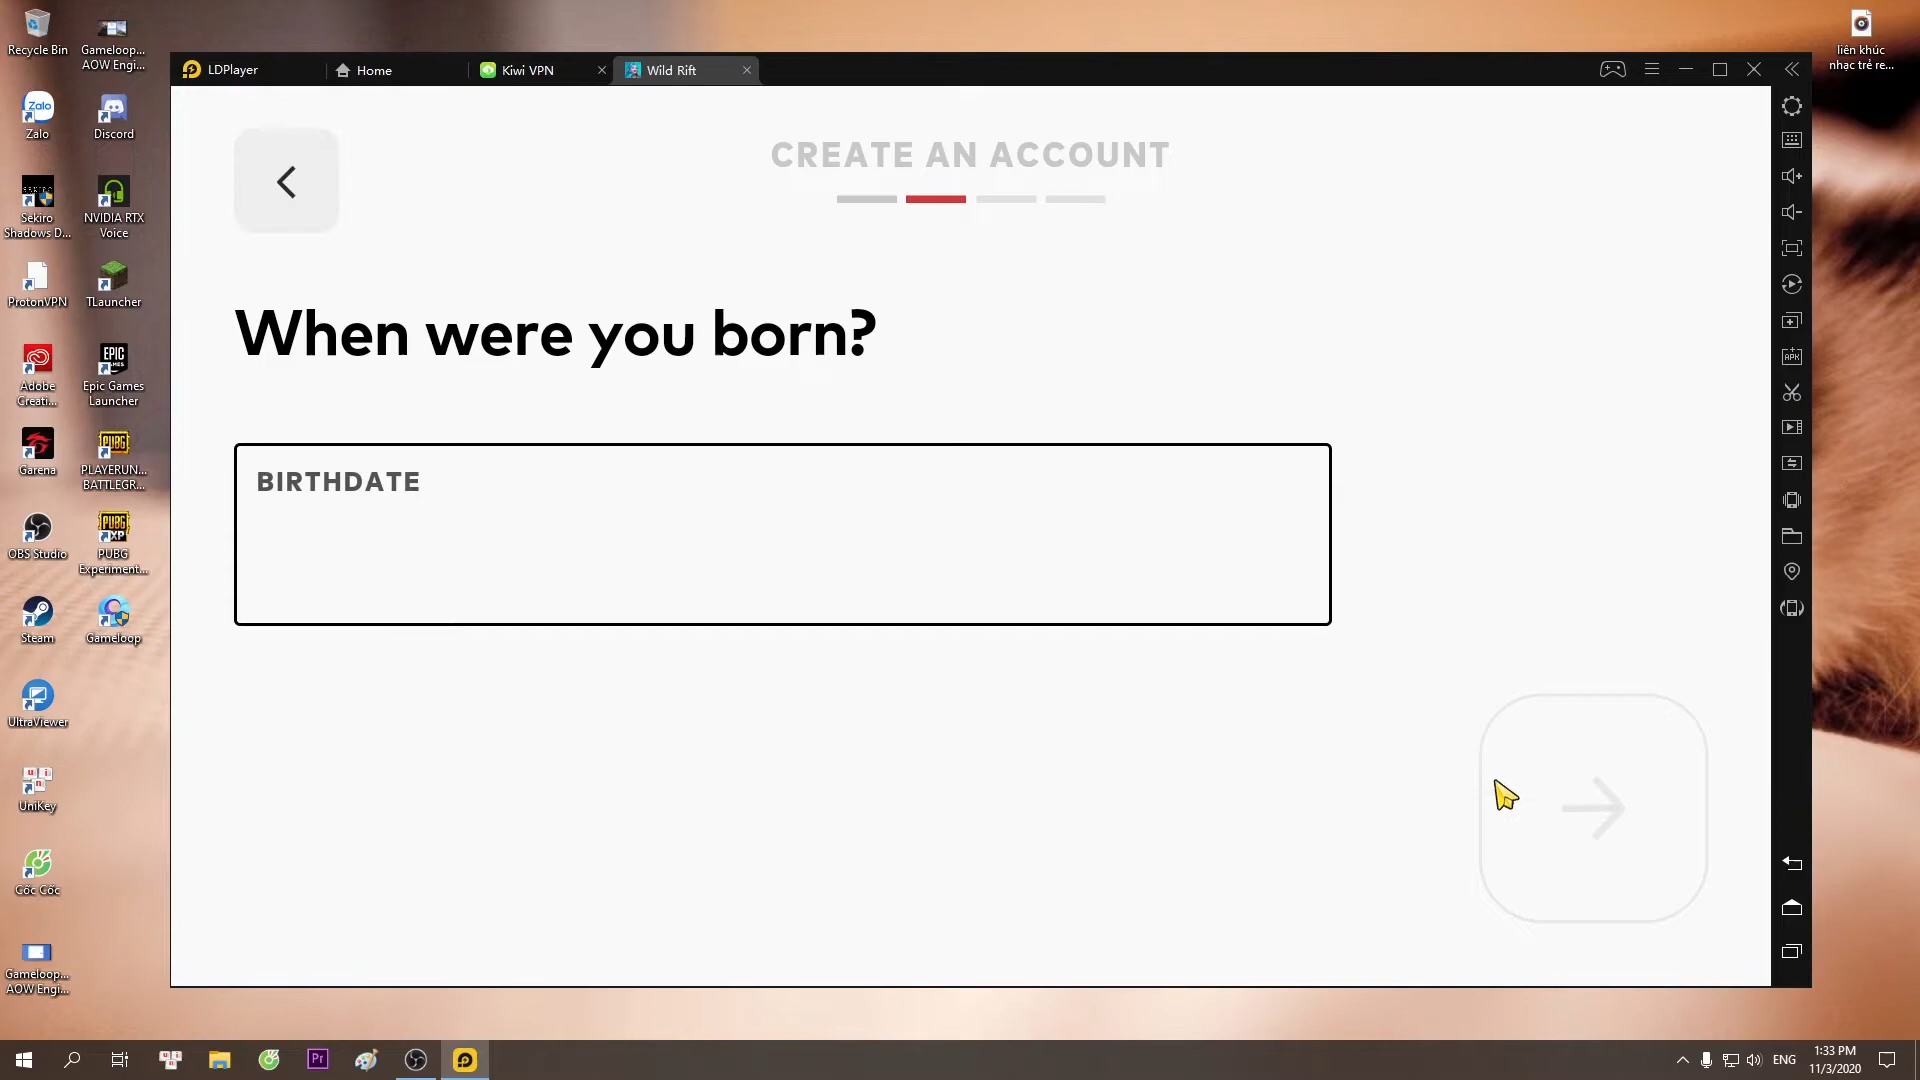 Recycle Bin
Gameloop...
AOW Engi...
Zalo
Discord
Sekiro
Shadows D...
NVIDIA RTX
Voice
ProtonVPN
TLauncher
Adobe
Creati...
Epic Games
Launcher
Garena
PLAYERUN...
BATTLEGR...
OBS Studio
PUBG
Experiment...
Steam
Gameloop
UltraViewer
UniKey
Cốc Cốc
Gameloop...
AOW Engi...
liên khúc
nhạc trẻ re...
LDPlayer
Home
Kiwi VPN
Wild Rift
CREATE AN ACCOUNT
When were you born?
BIRTHDATE
APK
Pr
ENG
1:33 PM
11/3/2020